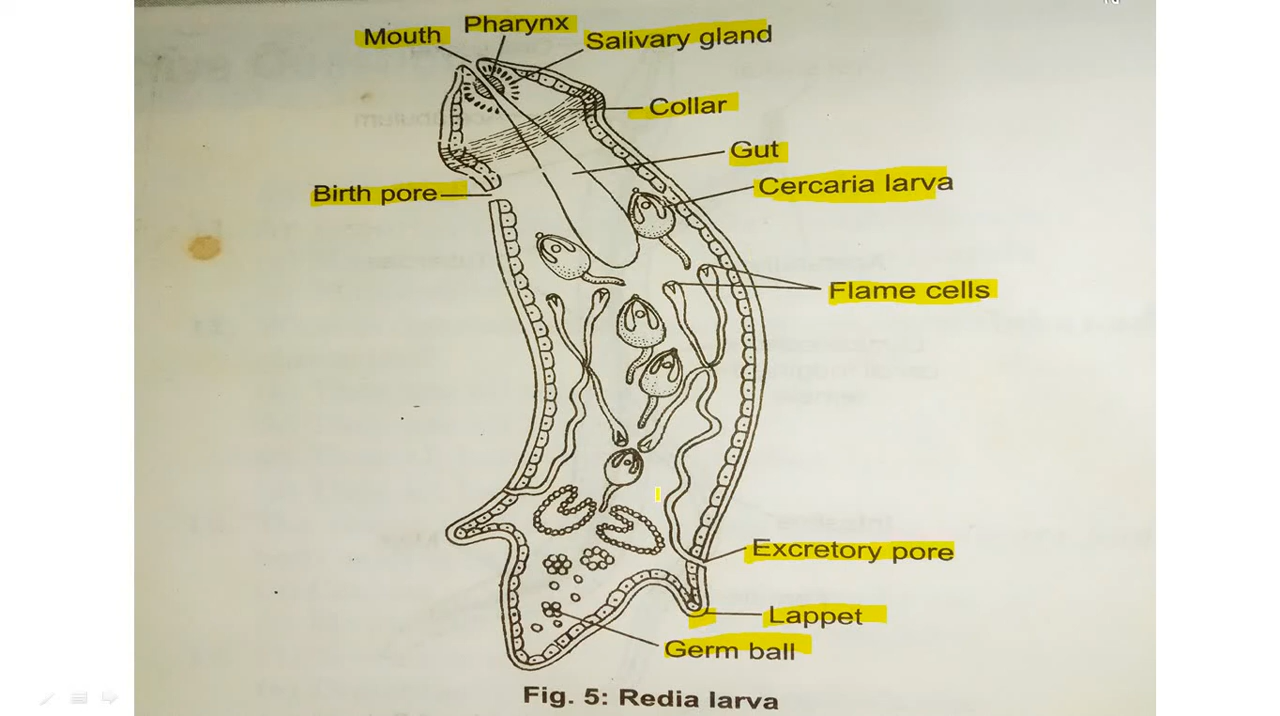 Mouth
Pharynx
Salivary gland
Collar
Gut
Cercaria larva
Birth pore
Flame cells
Excretory pore
Lappet
Germ ball
Fig. 5: Redia larva